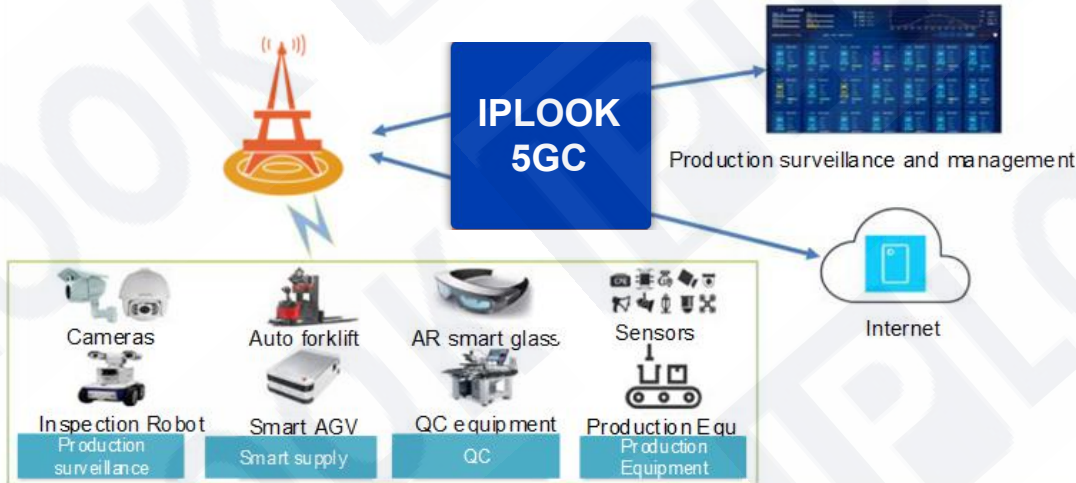 IPLOOK
5GC
Production surveillance and management
Internet
Cameras
Auto forklift
AR smart glass
Sensors
Inspection Robot
Smart AGV
QC equipment
Production Equ
Production
surveillance
Smart supply
QC
Production
Equipment